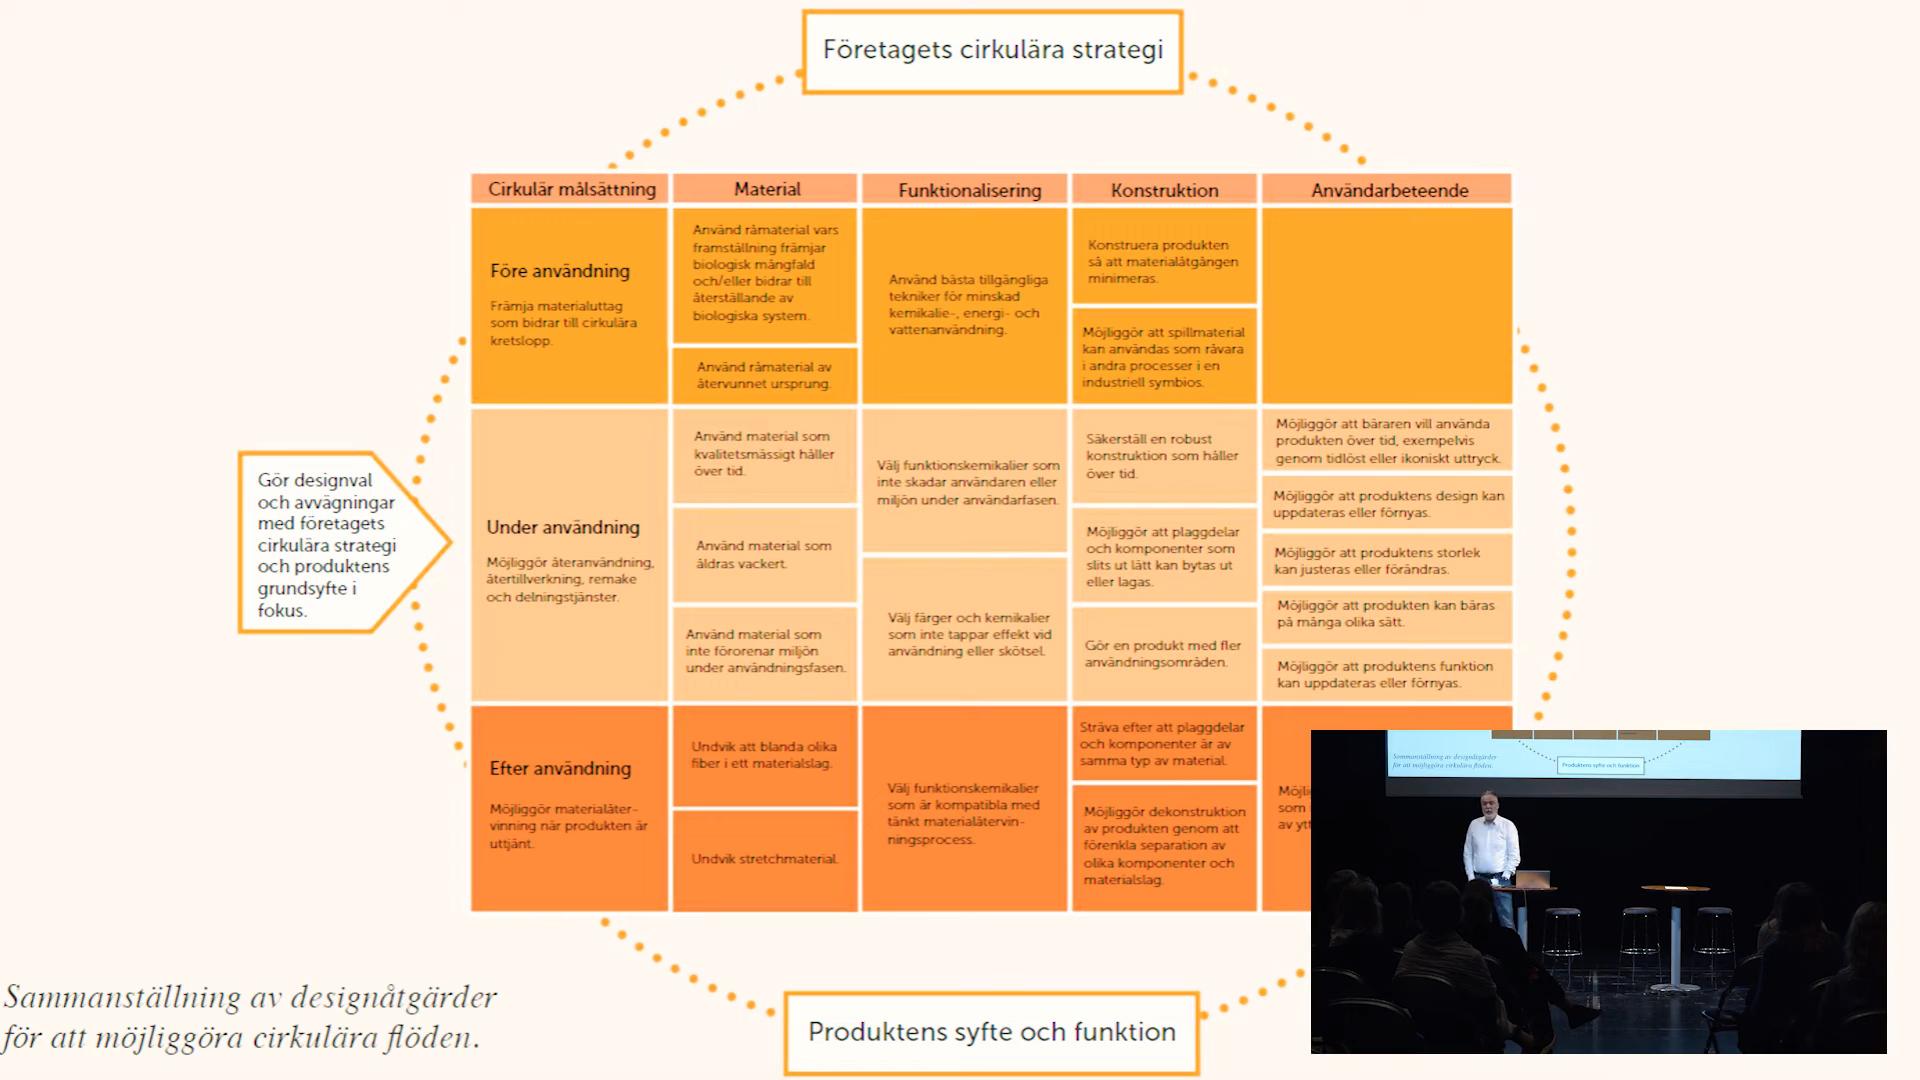 Företagets cirkulära strategi
Cirkulär målsättning
Material
Funktionalisering
Konstruktion
Användarbeteende
Före användning
Främja materialuttag
som bidrar till cirkulära
kretslopp.
Använd råmaterial vars
framställning främjar
biologisk mångfald
och/eller bidrar till
återställande av
biologiska system.
Använd råmaterial av
återvunnet ursprung.
Använd bästa tillgängliga
tekniker för minskad
kemikalie-, energi- och
vattenanvändning.
Konstruera produkten
så att materialåtgången
minimeras.
Möjliggör att spillmaterial
kan användas som råvara
i andra processer i en
industriell symbios.
Gör designval
och avvägningar
med företagets
cirkulära strategi
och produktens
grundsyfte i
fokus.
Under användning
Möjliggör återanvändning,
återtillverkning, remake
och delningstjänster.
Använd material som
kvalitetsmässigt håller
över tid.
Använd material som
åldras vackert.
Använd material som
inte förorenar miljön
under användningsfasen.
Välj funktionskemikalier som
inte skadar användaren eller
miljön under användarfasen.
Välj färger och kemikalier
som inte tappar effekt vid
användning eller skötsel.
Säkerställ en robust
konstruktion som håller
över tid.
Möjliggör att plaggdelar
och komponenter som
slits ut lätt kan bytas ut
eller lagas.
Gör en produkt med fler
användningsområden.
Möjliggör att bäraren vill använda
produkten över tid, exempelvis
genom tidlöst eller ikoniskt uttryck.
Möjliggör att produktens design kan
uppdateras eller förnyas.
Möjliggör att produktens storlek
kan justeras eller förändras.
Möjliggör att produkten kan bäras
på många olika sätt.
Möjliggör att produktens funktion
kan uppdateras eller förnyas.
Efter användning
Möjliggör materialåter-
vinning när produkten är
uttjänt.
Undvik att blanda olika
fiber i ett materialslag.
Undvik stretchmaterial.
Välj funktionskemikalier
som är kompatibla med
tänkt materialåtervin-
ningsprocess.
Sträva efter att plaggdelar
och komponenter är av
samma typ av material.
Möjliggör dekonstruktion
av produkten genom att
förenkla separation av
olika komponenter och
materialslag.
som
av
Sammanställning av designåtgärder
för att möjliggöra cirkulära flöden.
Produktens syfte och funktion
Sammanställning av designåtgärder
för att möjliggöra cirkulära flöden.
Produktens syfte och funktion